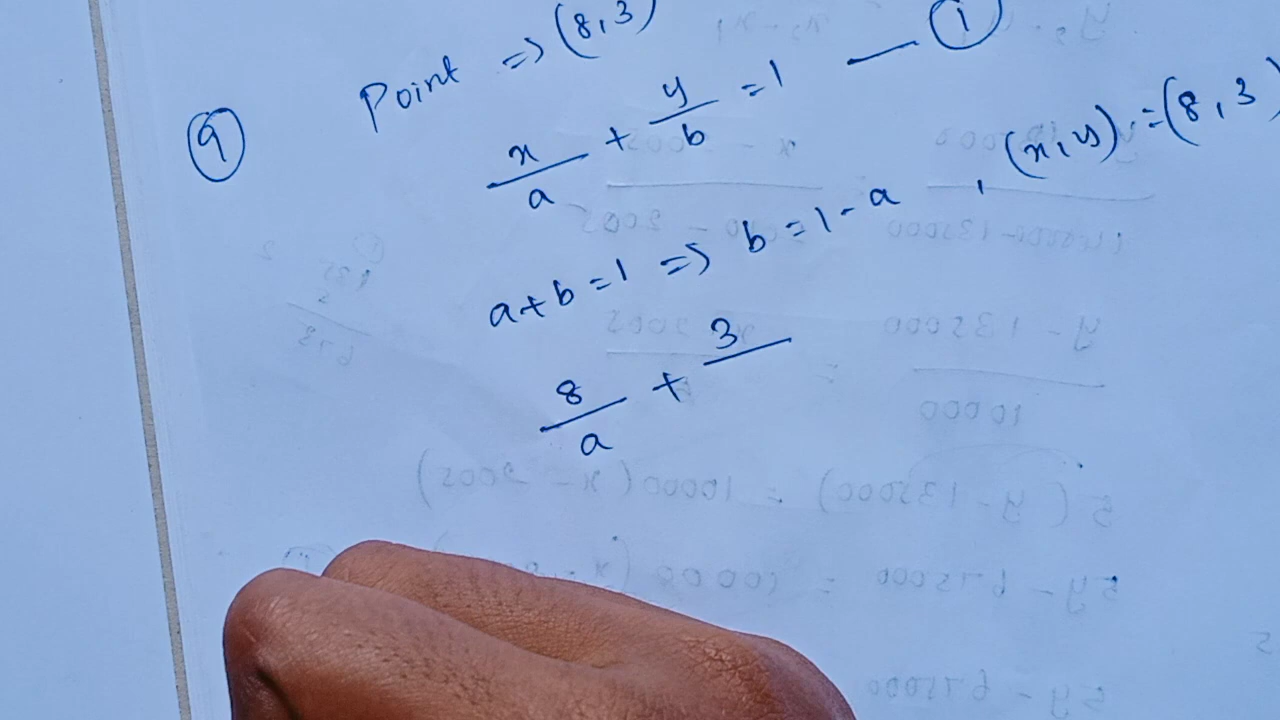 9 Point => (8, 3)
x/a + y/b = 1 — 1
a + b = 1 => b = 1 - a , (x, y) = (8, 3)
8/a + 3/